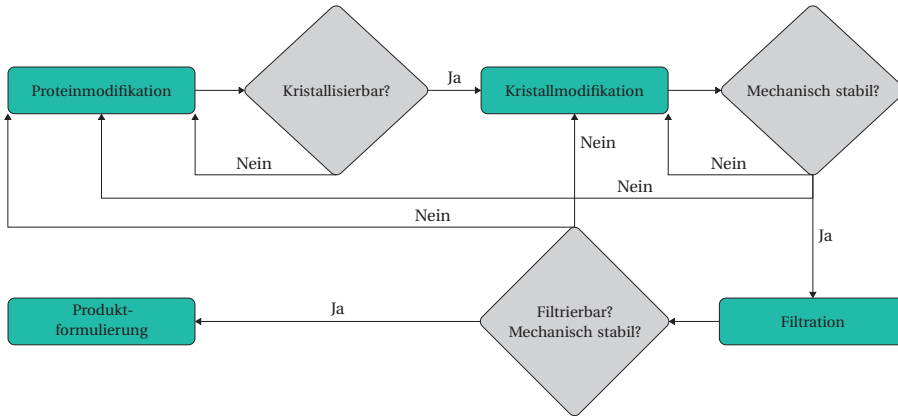 Proteinmodifikation
Kristallisierbar?
Ja
Kristallmodifikation
Mechanisch stabil?
Nein
Nein
Nein
Nein
Nein
Ja
Produkt-
formulierung
Ja
Filtrierbar?
Mechanisch stabil?
Filtration